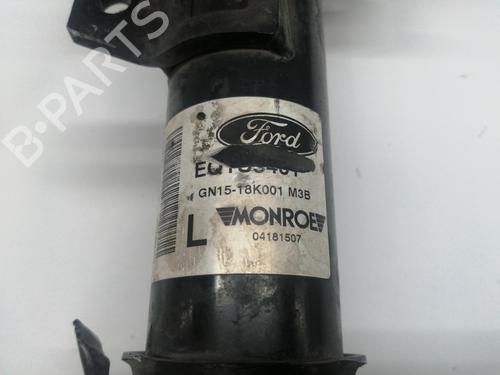 B-PARTS
Ford
GN15-18K001 M3B
L
MONROE
04181507